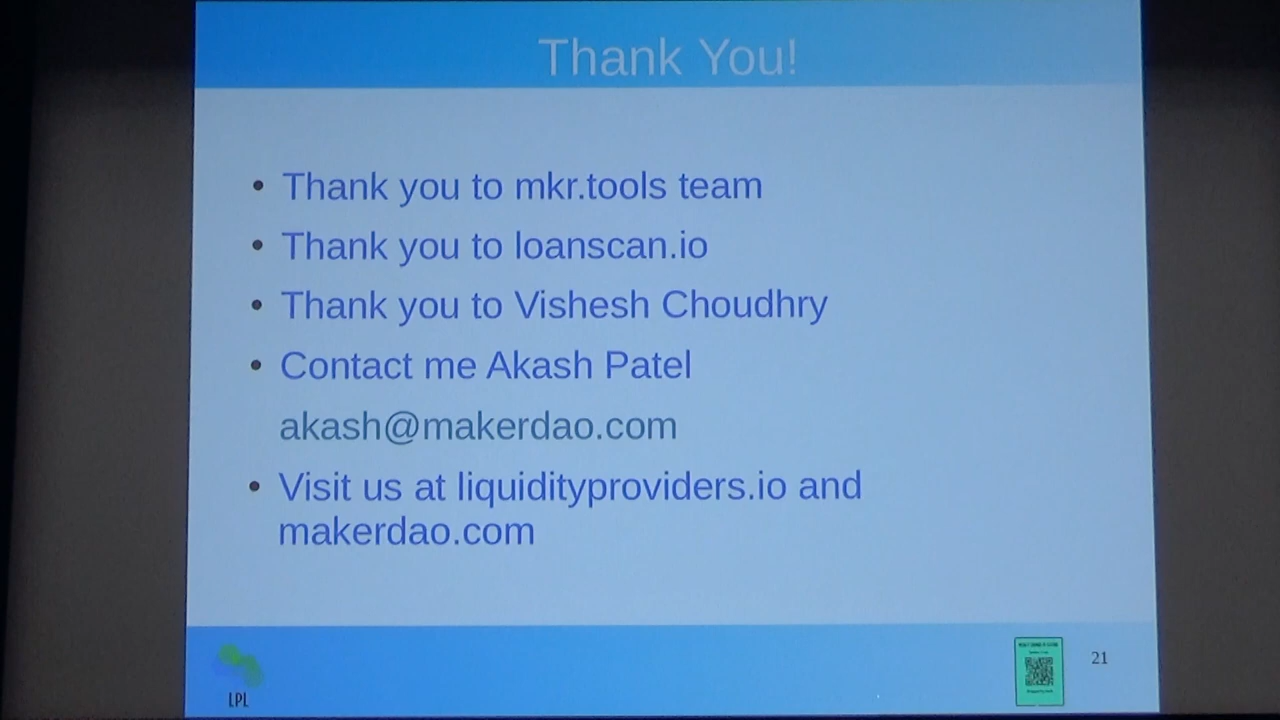 Thank You!
• Thank you to mkr.tools team
• Thank you to loanscan.io
• Thank you to Vishesh Choudhry
• Contact me Akash Patel
akash@makerdao.com
• Visit us at liquidityproviders.io and
makerdao.com
LPL
21